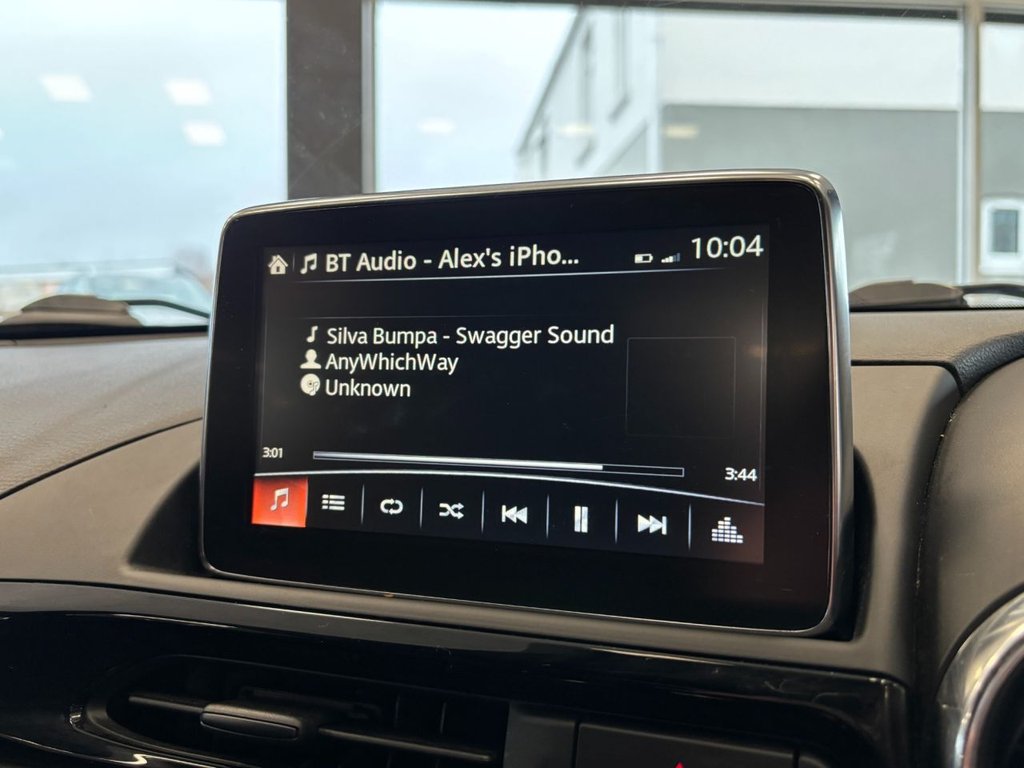 BT Audio - Alex's iPho...
10:04
Silva Bumpa - Swagger Sound
AnyWhichWay
Unknown
3:01
3:44